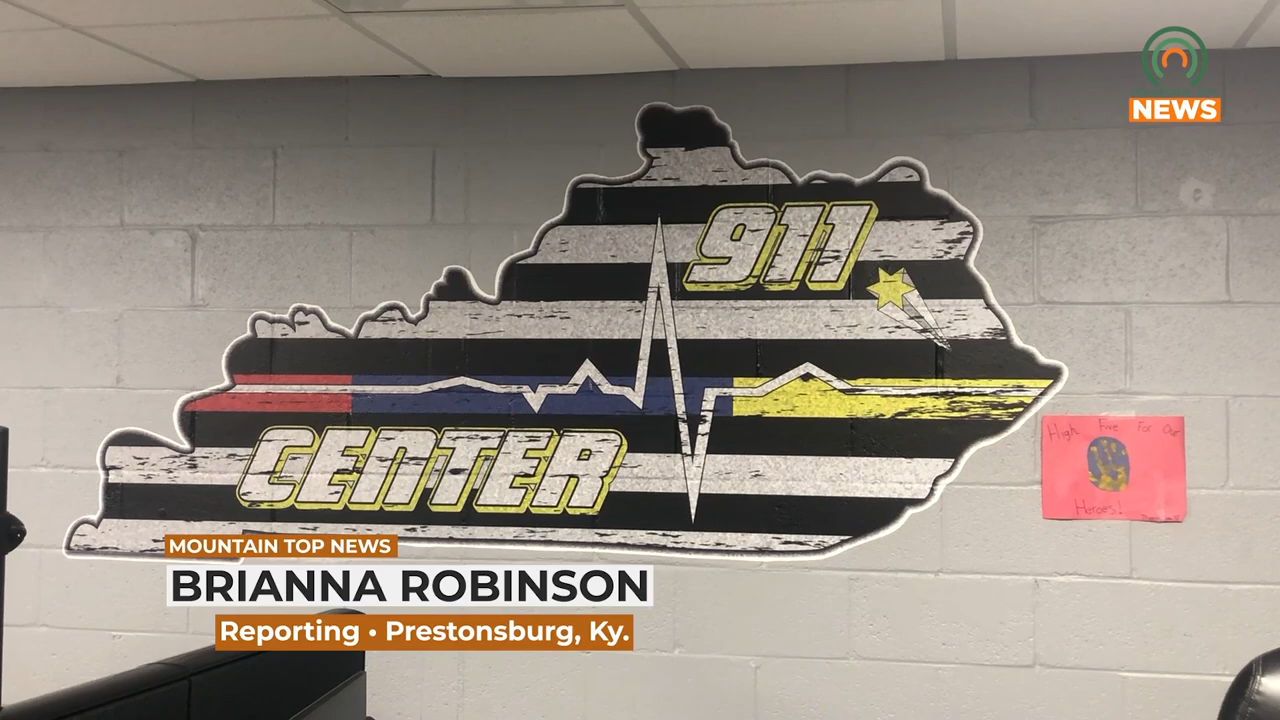 NEWS
911
CENTER
High Five For Our
Heroes!
MOUNTAIN TOP NEWS
BRIANNA ROBINSON
Reporting • Prestonsburg, Ky.